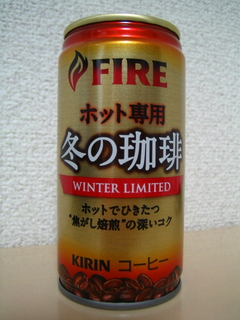 FIRE
ホット専用
冬の珈琲
WINTER LIMITED
ホットでひきたつ
"焦がし焙煎"の深いコク
KIRIN コーヒー